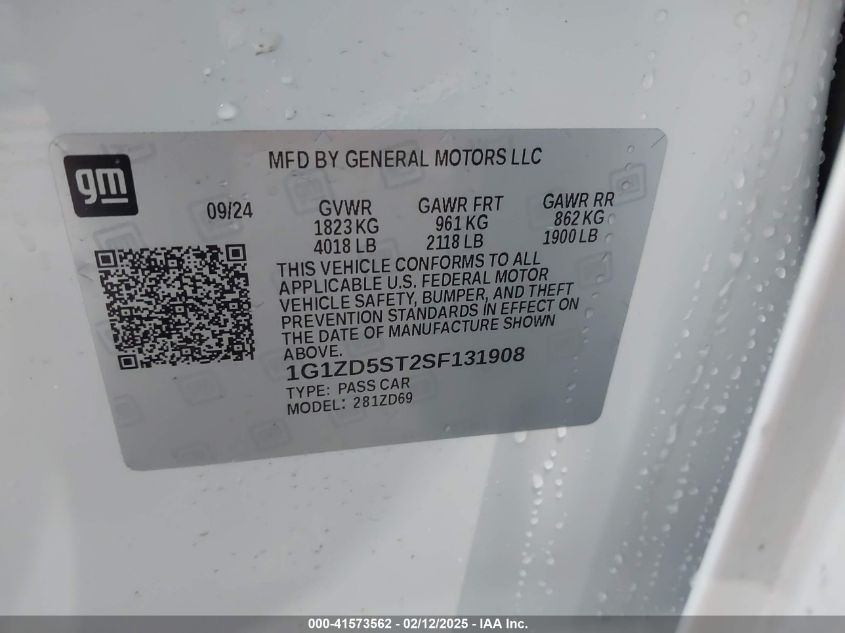 gm
MFD BY GENERAL MOTORS LLC
09/24 GVWR GAWR FRT GAWR RR
1823 KG 961 KG 862 KG
4018 LB 2118 LB 1900 LB
THIS VEHICLE CONFORMS TO ALL
APPLICABLE U.S. FEDERAL MOTOR
VEHICLE SAFETY, BUMPER, AND THEFT
PREVENTION STANDARDS IN EFFECT ON
THE DATE OF MANUFACTURE SHOWN
ABOVE.
1G1ZD5ST2SF131908
TYPE: PASS CAR
MODEL: 281ZD69
000-41573562 - 02/12/2025 - IAAI.com